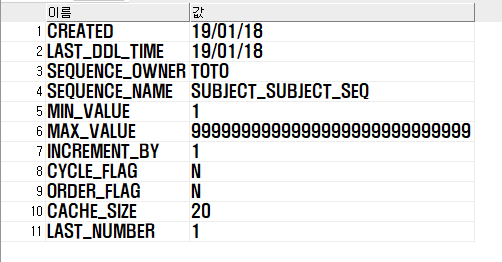 이름 값
1 CREATED 19/01/18
2 LAST_DDL_TIME 19/01/18
3 SEQUENCE_OWNER TOTO
4 SEQUENCE_NAME SUBJECT_SUBJECT_SEQ
5 MIN_VALUE 1
6 MAX_VALUE 9999999999999999999999999999
7 INCREMENT_BY 1
8 CYCLE_FLAG N
9 ORDER_FLAG N
10 CACHE_SIZE 20
11 LAST_NUMBER 1